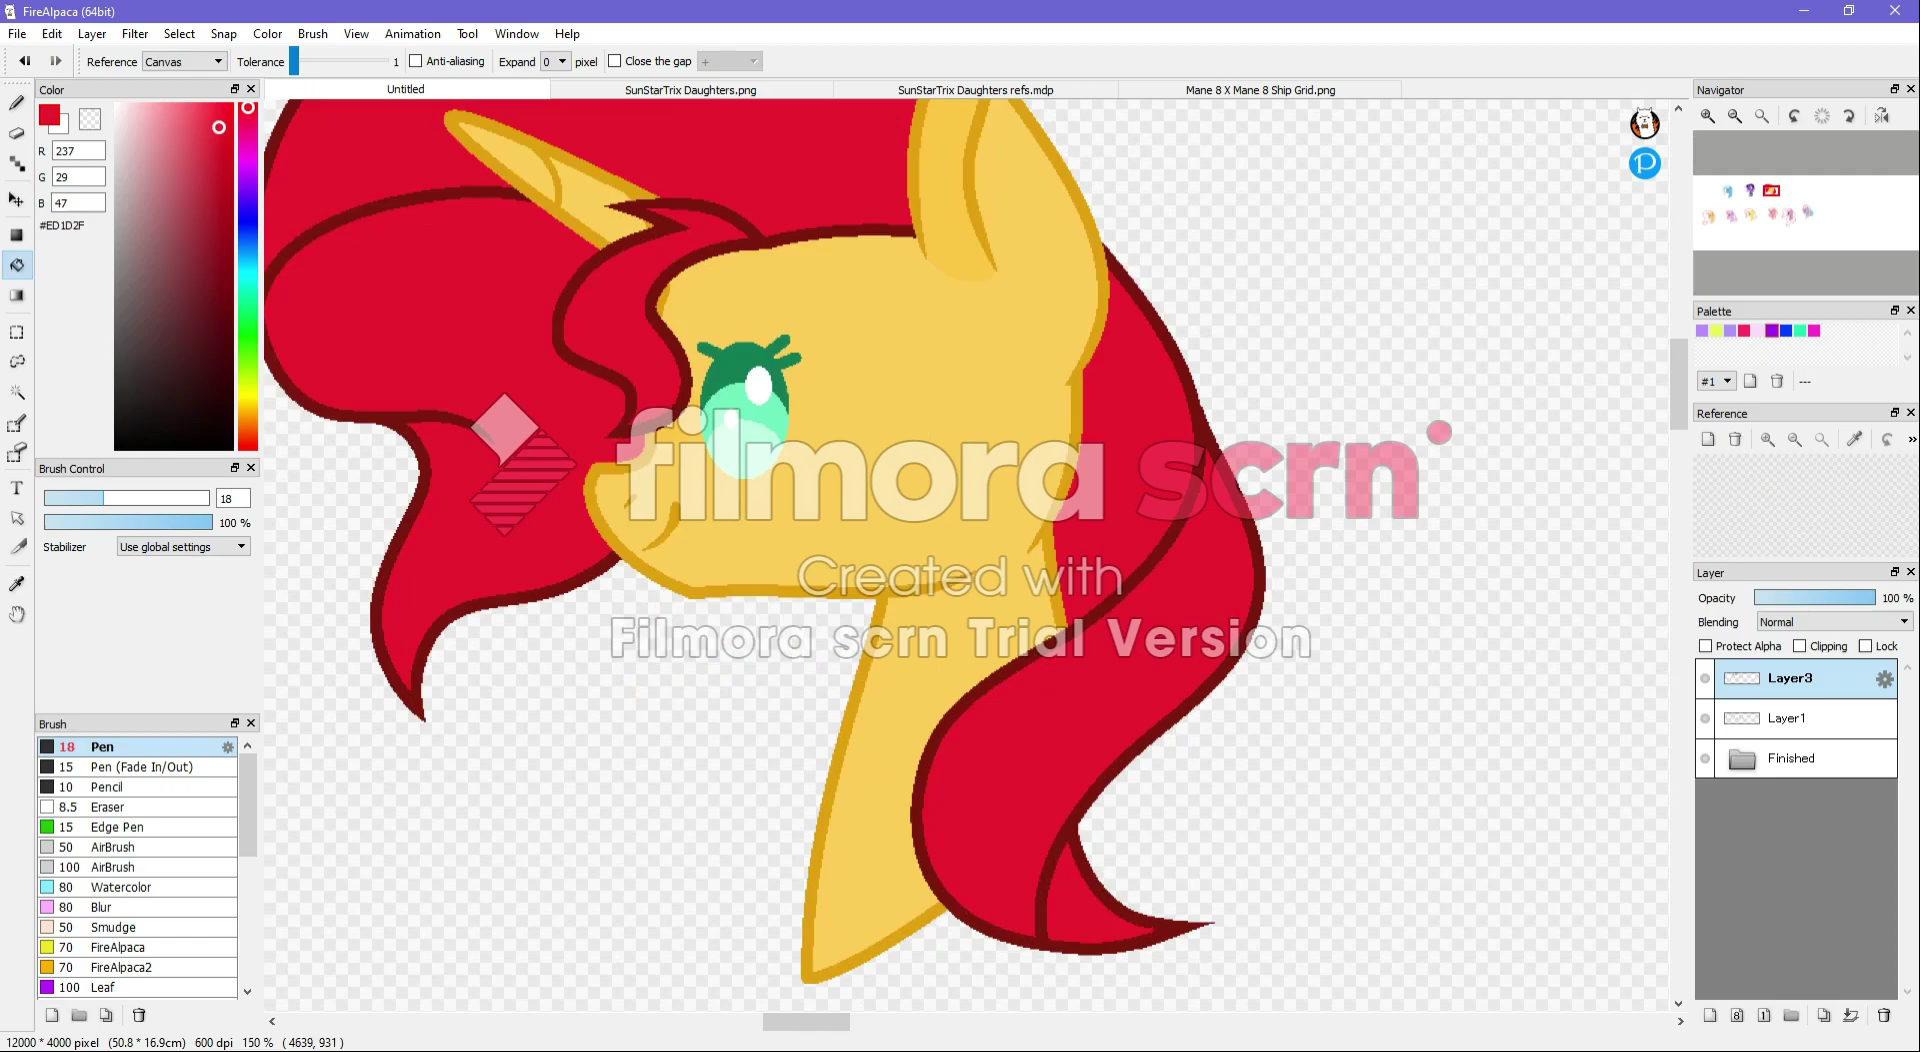 FireAlpaca (64bit)
File Edit Layer Filter Select Snap Color Brush View Animation Tool Window Help
Reference Canvas Tolerance 1 Anti-aliasing Expand 0 pixel Close the gap +
Color
Untitled SunStarTrix Daughters.png SunStarTrix Daughters refs.mdp Mane 8 X Mane 8 Ship Grid.png
Navigator
R 237
G 29
B 47
#ED1D2F
P
Palette
#1 ---
Reference
»
filmora scrn
Created with
Filmora scrn Trial Version
Brush Control
18
100 %
Stabilizer Use global settings
Layer
Opacity 100 %
Blending Normal
Protect Alpha Clipping Lock
Layer3
Layer1
Finished
Brush
18 Pen
15 Pen (Fade In/Out)
10 Pencil
8.5 Eraser
15 Edge Pen
50 AirBrush
100 AirBrush
80 Watercolor
80 Blur
50 Smudge
70 FireAlpaca
70 FireAlpaca2
100 Leaf
T
8 1
12000 * 4000 pixel (50.8 * 16.9cm) 600 dpi 150 % ( 4639, 931 )